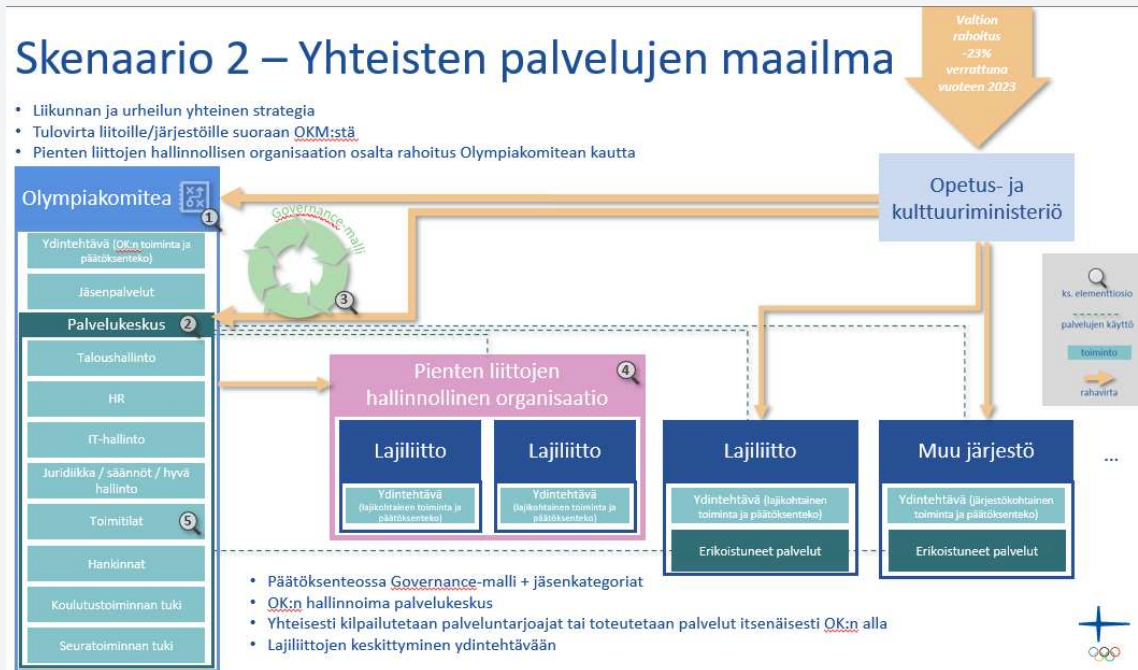 Skenaario 2 – Yhteisten palvelujen maailma
Valtion
rahoitus
-23%
verrattuna
vuoteen 2023
• Liikunnan ja urheilun yhteinen strategia
• Tulovirta liitoille/järjestöille suoraan OKM:stä
• Pienten liittojen hallinnollisen organisaation osalta rahoitus Olympiakomitean kautta
Opetus- ja
kulttuuriministeriö
Olympiakomitea
1
Ydintehtävä (OK:n toiminta ja
päätöksenteko)
Jäsenpalvelut
Governance-malli
3
Palvelukeskus
2
Taloushallinto
HR
IT-hallinto
Juridiikka / säännöt / hyvä
hallinto
Toimitilat
5
Hankinnat
Koulutustoiminnan tuki
Seuratoiminnan tuki
Pienten liittojen
hallinnollinen organisaatio
4
Lajiliitto
Ydintehtävä
(lajikohtainen toiminta ja
päätöksenteko)
Lajiliitto
Ydintehtävä
(lajikohtainen toiminta ja
päätöksenteko)
Lajiliitto
Ydintehtävä (lajikohtainen
toiminta ja päätöksenteko)
Erikoistuneet palvelut
Muu järjestö
Ydintehtävä (järjestökohtainen
toiminta ja päätöksenteko)
Erikoistuneet palvelut
...
ks. elementtiosio
palvelujen käyttö
toiminto
rahavirta
• Päätöksenteossa Governance-malli + jäsenkategoriat
• OK:n hallinnoima palvelukeskus
• Yhteisesti kilpailutetaan palveluntarjoajat tai toteutetaan palvelut itsenäisesti OK:n alla
• Lajiliittojen keskittyminen ydintehtävään